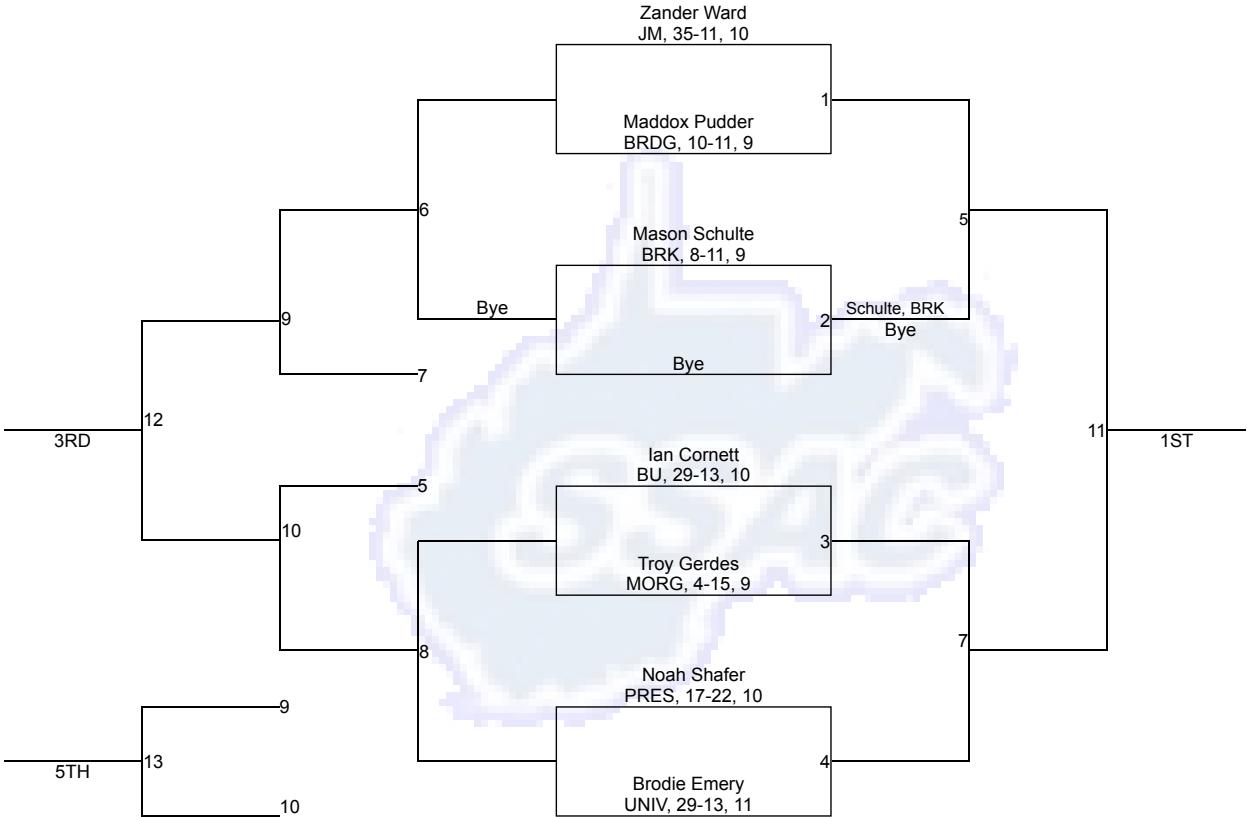 Zander Ward
JM, 35-11, 10
1
Maddox Pudder
BRDG, 10-11, 9
6
5
Mason Schulte
BRK, 8-11, 9
Bye
9
2
Schulte, BRK
Bye
Bye
7
12
3RD
11
1ST
Ian Cornett
BU, 29-13, 10
5
10
3
Troy Gerdes
MORG, 4-15, 9
SSAC
8
7
Noah Shafer
PRES, 17-22, 10
9
13
5TH
4
Brodie Emery
UNIV, 29-13, 11
10